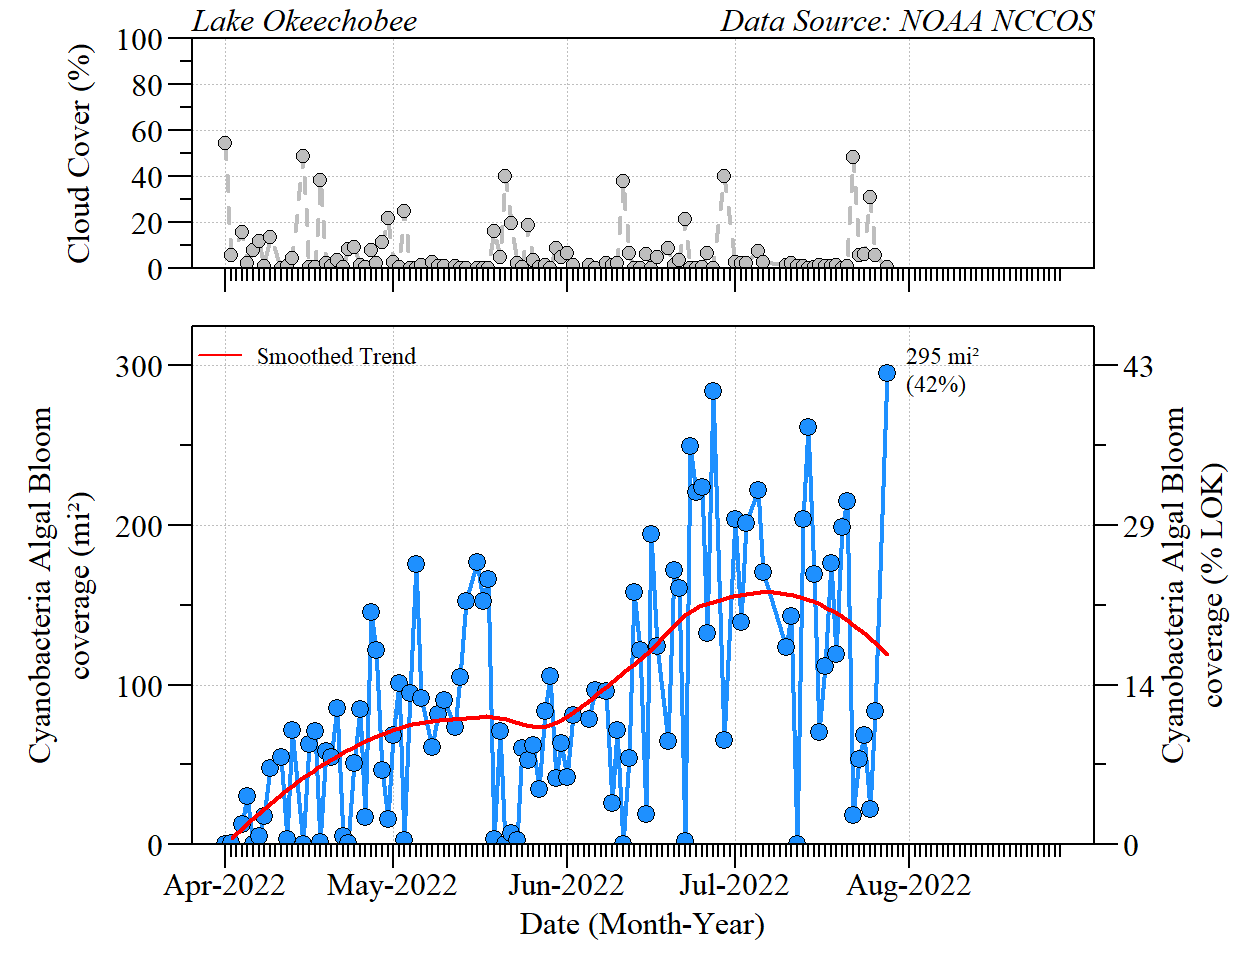 Lake Okeechobee
Data Source: NOAA NCCOS
Cloud Cover (%)
100
80
60
40
20
0
Smoothed Trend
295 mi²
(42%)
Cyanobacteria Algal Bloom
coverage (mi²)
300
200
100
0
43
29
14
0
Cyanobacteria Algal Bloom
coverage (% LOK)
Apr-2022
May-2022
Jun-2022
Jul-2022
Aug-2022
Date (Month-Year)